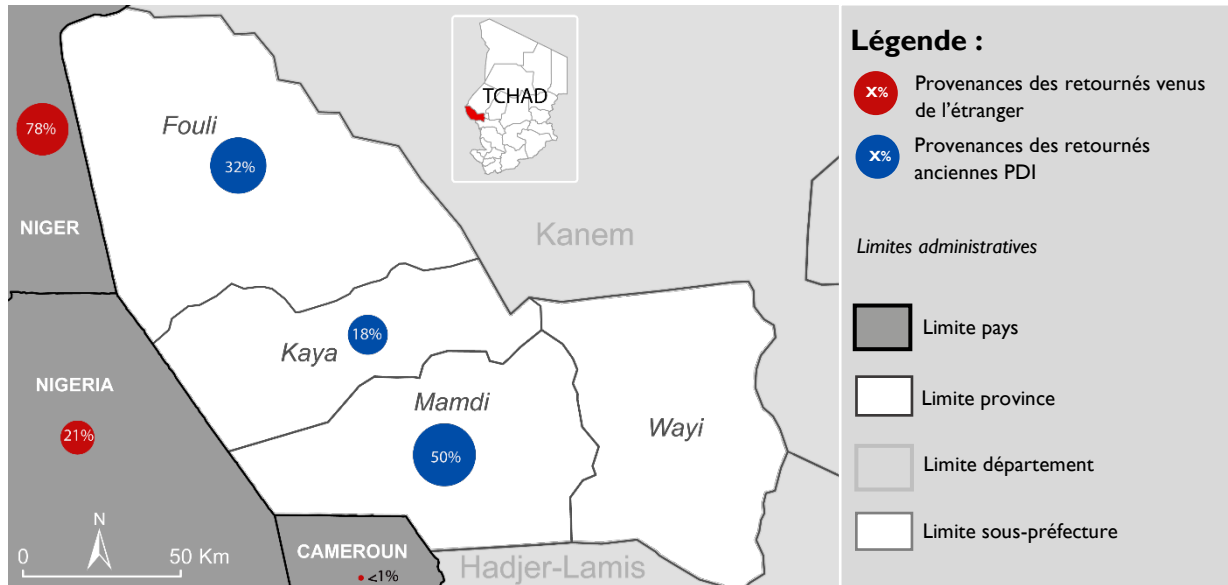 TCHAD
Fouli
78%
32%
NIGER
Kanem
18%
Kaya
NIGERIA
Mamdi
Wayi
21%
50%
N
0 50 Km
CAMEROUN
<1%
Hadjer-Lamis
Légende :
X% Provenances des retournés venus
de l’étranger
X% Provenances des retournés
anciennes PDI
Limites administratives
Limite pays
Limite province
Limite département
Limite sous-préfecture